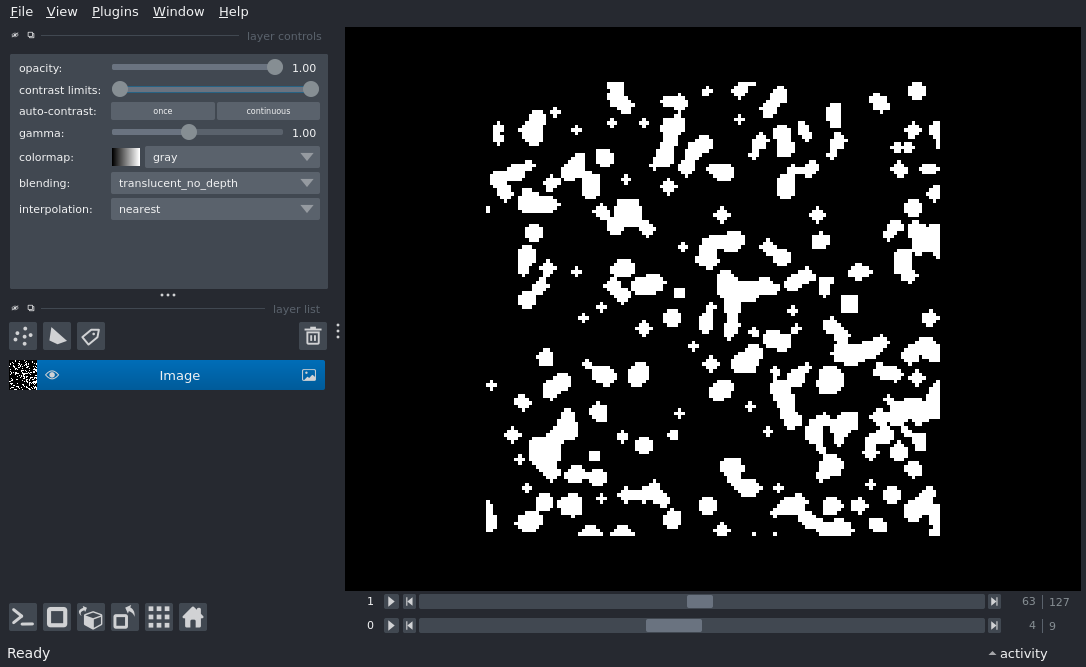 File View Plugins Window Help
layer controls
opacity: 1.00
contrast limits:
auto-contrast: once continuous
gamma: 1.00
colormap: gray
blending: translucent_no_depth
interpolation: nearest
layer list
Image
1 63 127
0 4 9
Ready activity